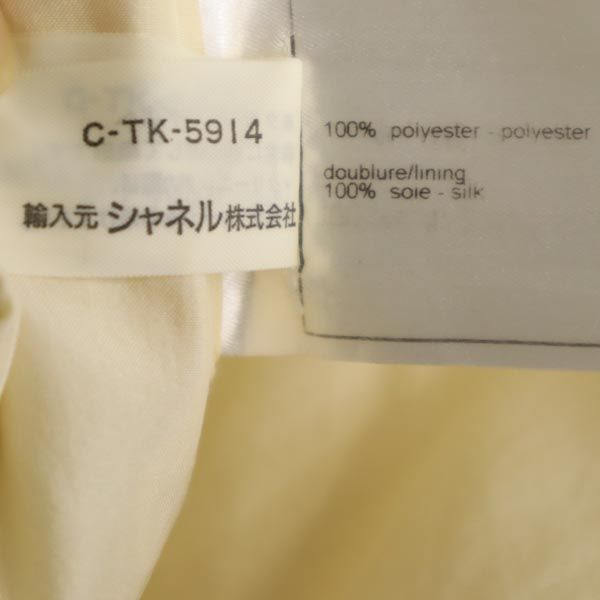 C-TK-5914
輸入元 シャネル株式会社
100% polyester - polyester
doublure/lining
100% soie - silk